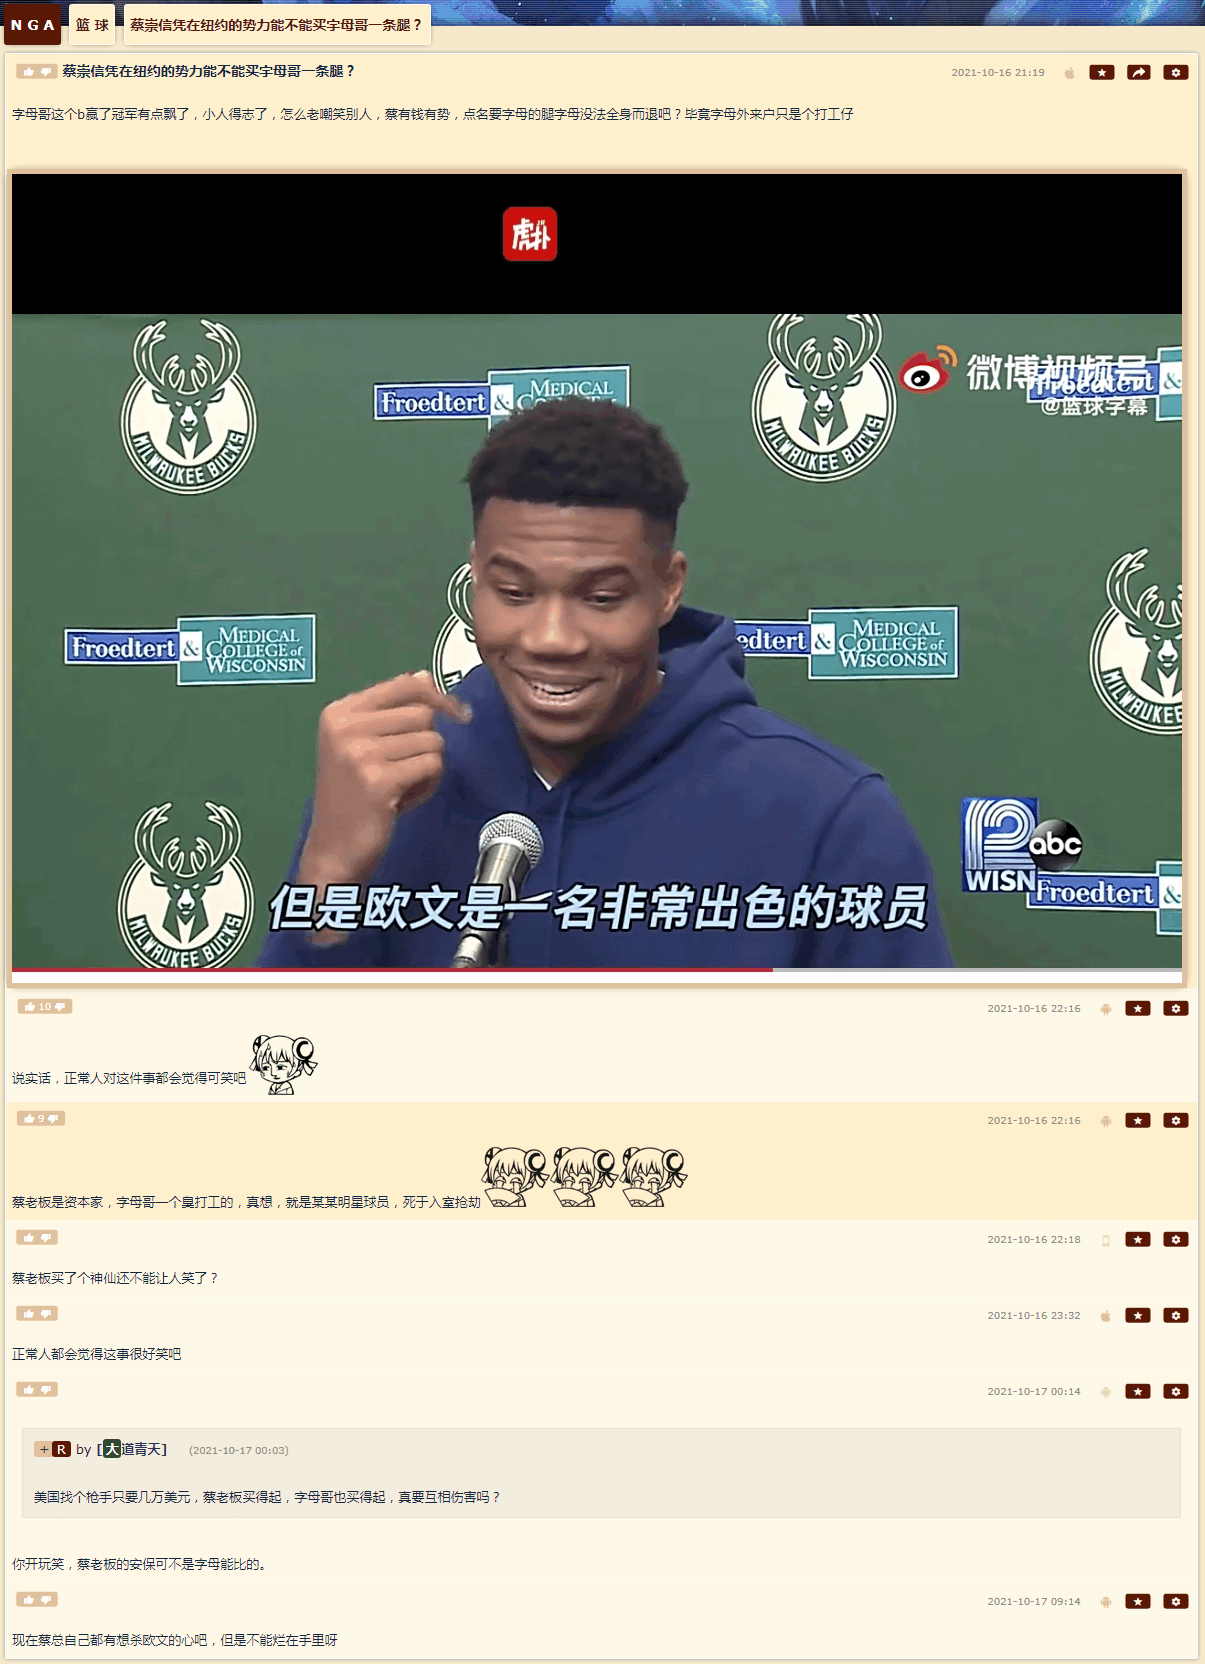 NGA 篮球 蔡崇信凭在纽约的势力能不能买字母哥一条腿？
蔡崇信凭在纽约的势力能不能买字母哥一条腿？ 2021-10-16 21:19
字母哥这个b赢了冠军有点飘了，小人得志了，怎么老嘲笑别人，蔡有钱有势，点名要字母的腿字母没法全身而退吧？毕竟字母外来户只是个打工仔
虎扑
微博视频号
@篮球字幕
MILWAUKEE BUCKS
Froedtert & MEDICAL
MILWAUKEE BUCKS
Froedtert &
Froedtert & MEDICAL COLLEGE of WISCONSIN
edtert & MEDICAL COLLEGE of WISCONSIN
MILWAUKEE
MILWAUKEE BUCKS
12 abc
WISN
Froedtert &
但是欧文是一名非常出色的球员
10 2021-10-16 22:16
说实话，正常人对这件事都会觉得可笑吧
9 2021-10-16 22:16
蔡老板是资本家，字母哥一个臭打工的，真想，就是某某明星球员，死于入室抢劫
2021-10-16 22:18
蔡老板买了个神仙还不能让人笑了？
2021-10-16 23:32
正常人都会觉得这事很好笑吧
2021-10-17 00:14
+ R by [大道青天] (2021-10-17 00:03)
美国找个枪手只要几万美元，蔡老板买得起，字母哥也买得起，真要互相伤害吗？
你开玩笑，蔡老板的安保可不是字母能比的。
2021-10-17 09:14
现在蔡总自己都有想杀欧文的心吧，但是不能烂在手里呀